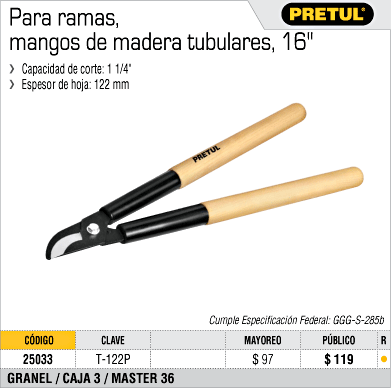 Para ramas,
mangos de madera tubulares, 16"
PRETUL®
❯ Capacidad de corte: 1 1/4"
❯ Espesor de hoja: 122 mm
PRETUL
Cumple Especificación Federal: GGG-S-285b
CÓDIGO CLAVE MAYOREO PÚBLICO R
25033 T-122P $ 97 $ 119 ●
GRANEL / CAJA 3 / MASTER 36